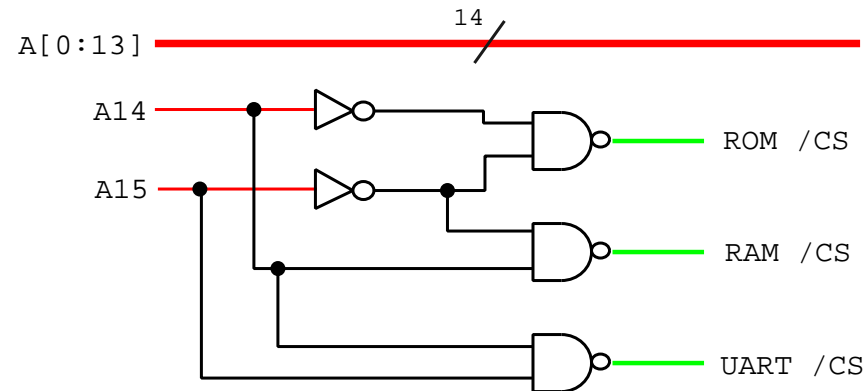 14
A[0:13]
A14
ROM /CS
A15
RAM /CS
UART /CS